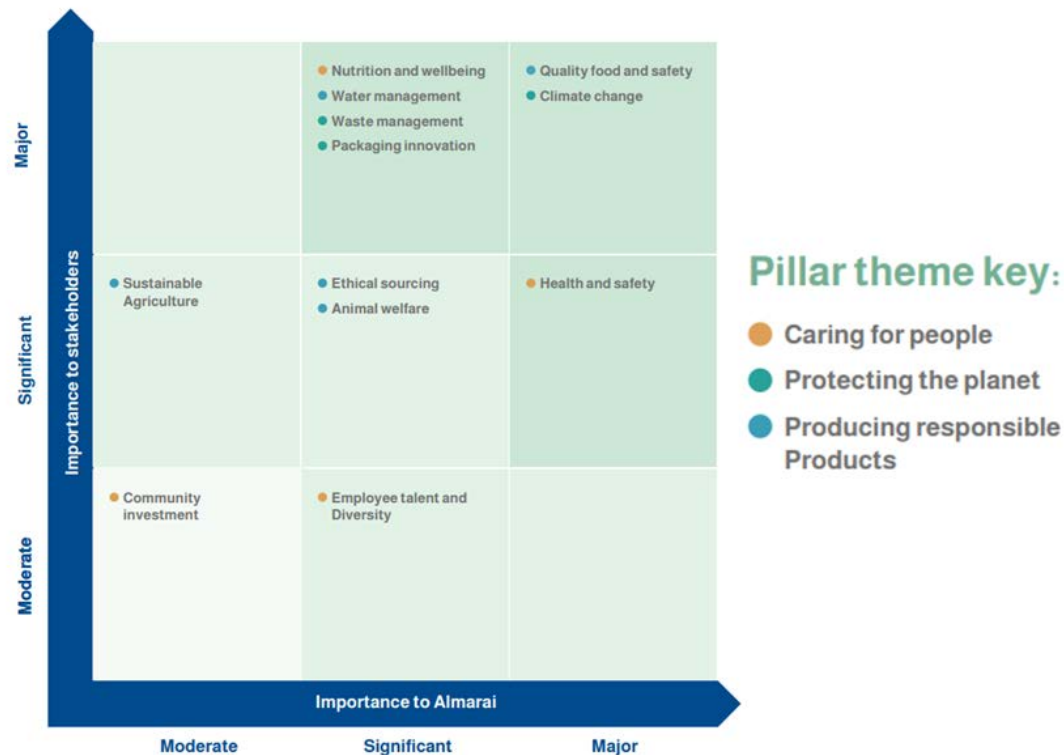 Major
Significant
Moderate
Importance to stakeholders
Nutrition and wellbeing
Water management
Waste management
Packaging innovation
Quality food and safety
Climate change
Sustainable
Agriculture
Ethical sourcing
Animal welfare
Health and safety
Community
investment
Employee talent and
Diversity
Importance to Almarai
Moderate
Significant
Major
Pillar theme key:
Caring for people
Protecting the planet
Producing responsible
Products